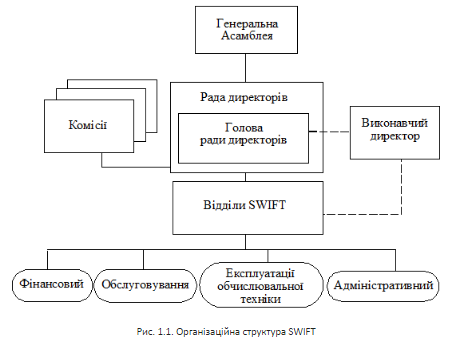 Генеральна
Асамблея
Рада директорів
Комісії
Голова
ради директорів
Виконавчий
директор
Відділи SWIFT
Фінансовий
Обслуговування
Експлуатації
обчислювальної
техніки
Адміністративний
Рис. 1.1. Організаційна структура SWIFT